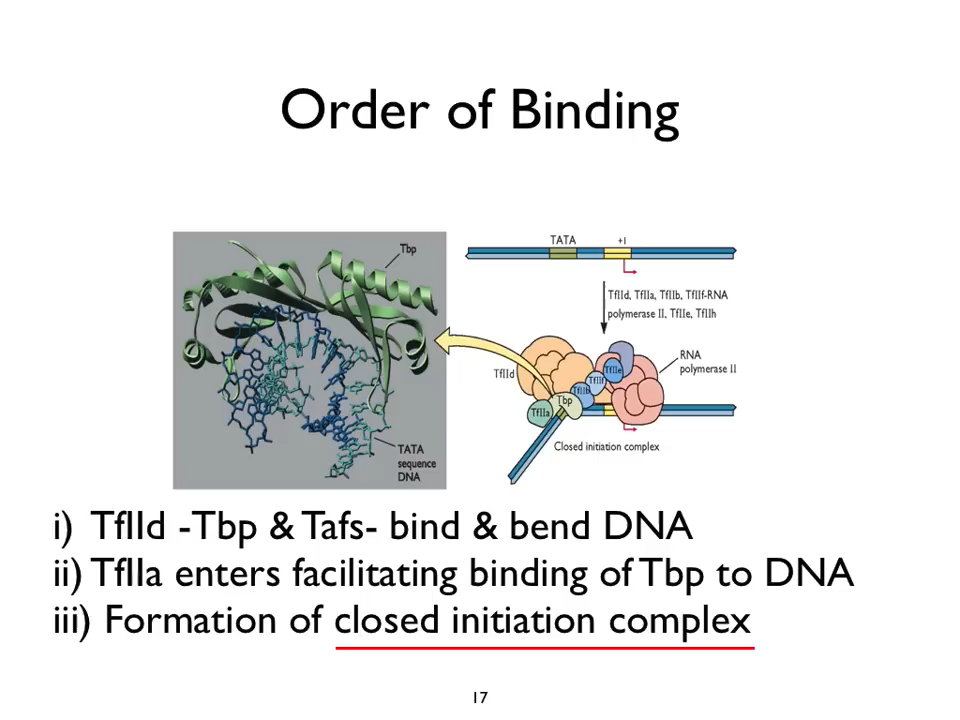 Order of Binding
Tbp
TATA
sequence
DNA
TATA
+1
TfIId, TfIIa, TfIIb, TfIIf-RNA
polymerase II, TfIIe, TfIIh
TfIId
TfIIa
Tbp
TfIIB
TfIIf
TfIIe
RNA
polymerase II
Closed initiation complex
i) TfIId -Tbp & Tafs- bind & bend DNA
ii) TfIIa enters facilitating binding of Tbp to DNA
iii) Formation of closed initiation complex
17